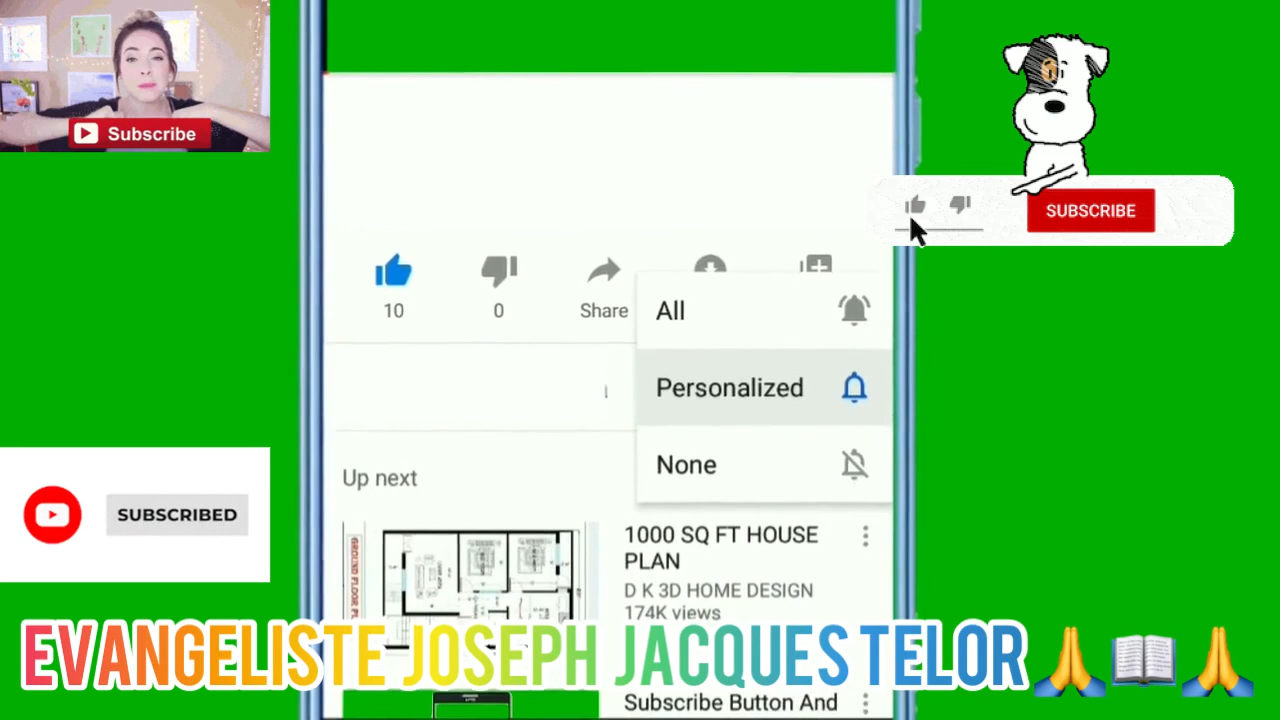 Subscribe
SUBSCRIBE
10
0
Share
All
Personalized
None
SUBSCRIBED
Up next
1000 SQ FT HOUSE
PLAN
D K 3D HOME DESIGN
174K views
EVANGELISTE JOSEPH JACQUES TELOR 🙏📖🙏
Subscribe Button And